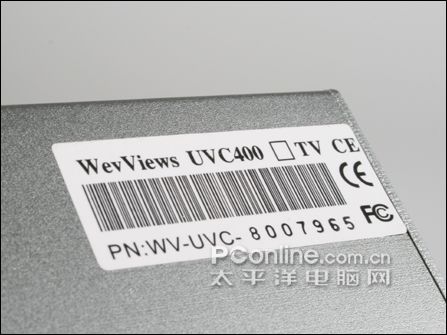 WevViews UVC400 □ TV CE
CE
FC
PN:WV-UVC- 8007965
PConline.com.cn
太平洋电脑网